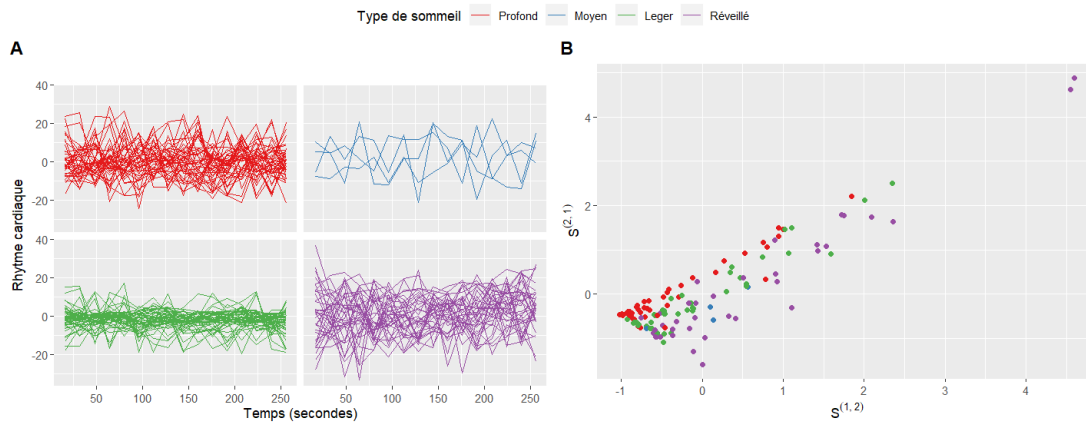 Type de sommeil Profond Moyen Leger Réveillé
A
B
Rhytme cardiaque
40
20
0
-20
40
20
0
-20
50 100 150 200 250 50 100 150 200 250
Temps (secondes)
S(2, 1)
4
2
0
-1 0 1 2 3 4
S(1, 2)